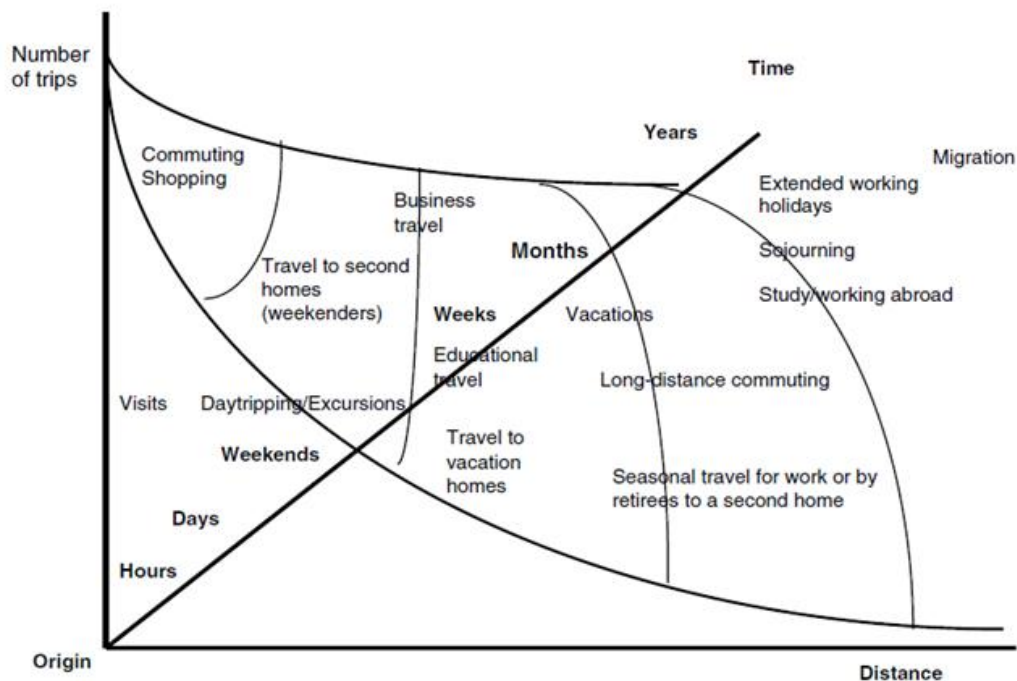 Number
of trips
Time
Years
Migration
Commuting
Shopping
Extended working
holidays
Business
travel
Months
Sojourning
Travel to second
homes
(weekenders)
Study/working abroad
Weeks
Vacations
Educational
travel
Long-distance commuting
Visits
Daytripping/Excursions
Travel to
vacation
homes
Weekends
Seasonal travel for work or by
retirees to a second home
Days
Hours
Origin
Distance